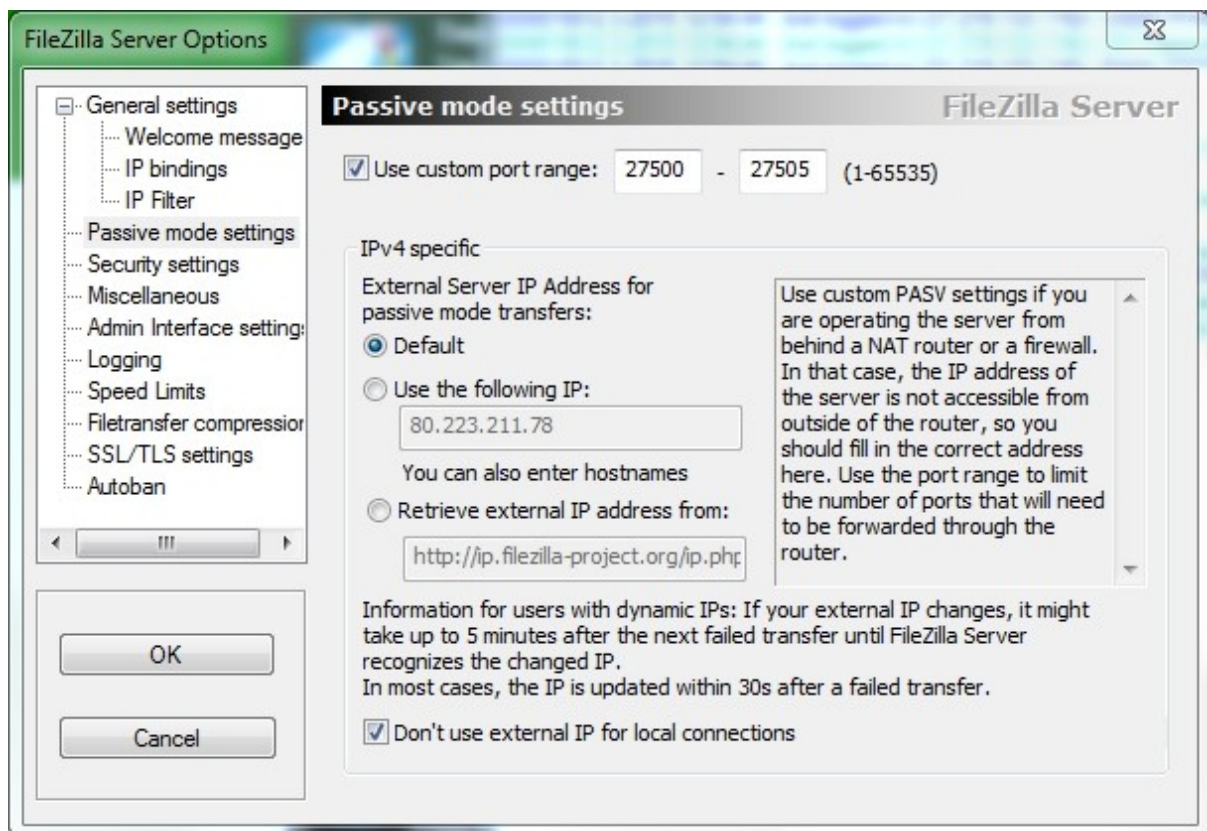 FileZilla Server Options
General settings
Welcome message
IP bindings
IP Filter
Passive mode settings
Security settings
Miscellaneous
Admin Interface setting
Logging
Speed Limits
Filetransfer compression
SSL/TLS settings
Autoban
OK
Cancel
Passive mode settings
FileZilla Server
Use custom port range: 27500 - 27505 (1-65535)
IPv4 specific
External Server IP Address for
passive mode transfers:
Default
Use the following IP:
80.223.211.78
You can also enter hostnames
Retrieve external IP address from:
http://ip.filezilla-project.org/ip.php
Use custom PASV settings if you
are operating the server from
behind a NAT router or a firewall.
In that case, the IP address of
the server is not accessible from
outside of the router, so you
should fill in the correct address
here. Use the port range to limit
the number of ports that will need
to be forwarded through the
router.
Information for users with dynamic IPs: If your external IP changes, it might
take up to 5 minutes after the next failed transfer until FileZilla Server
recognizes the changed IP.
In most cases, the IP is updated within 30s after a failed transfer.
Don't use external IP for local connections